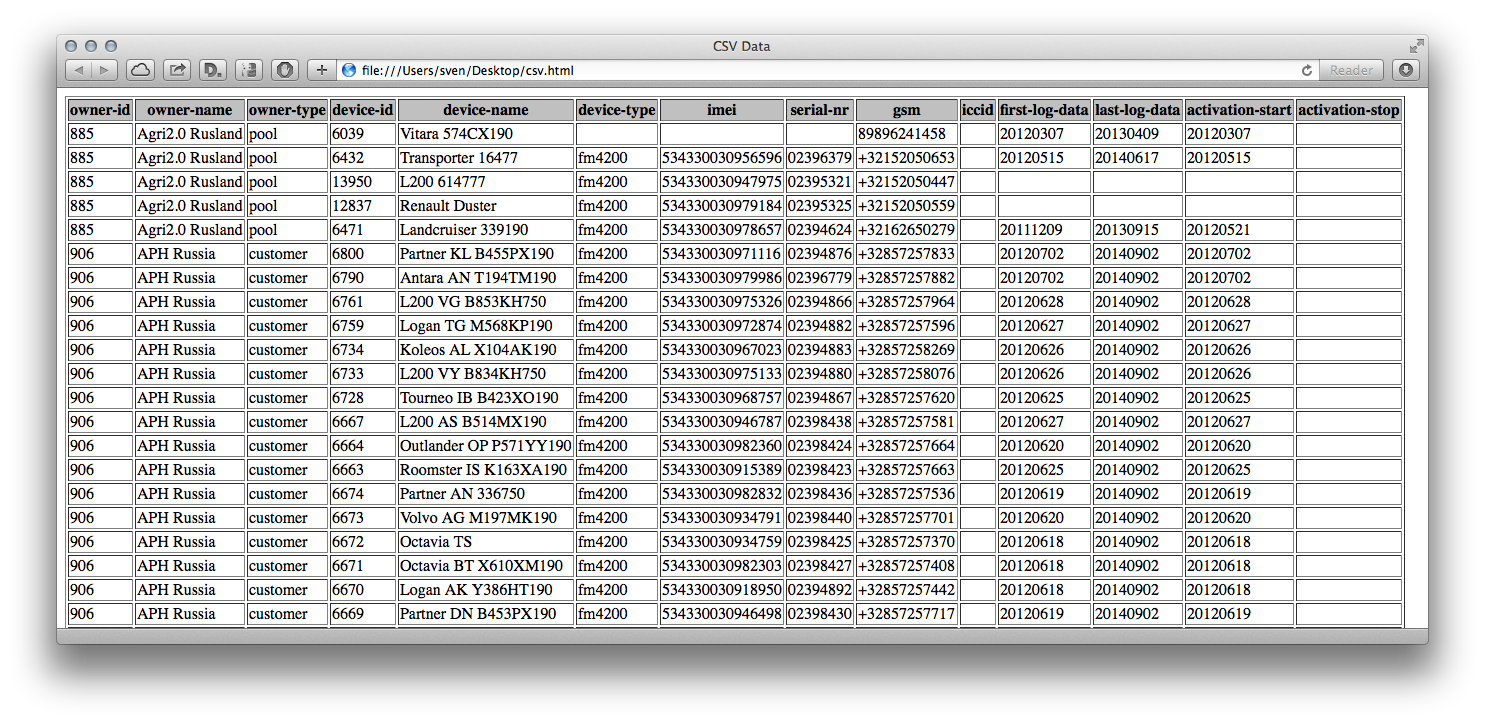 CSV Data
D. + file:///Users/sven/Desktop/csv.html Reader
owner-id owner-name owner-type device-id device-name device-type imei serial-nr gsm iccid first-log-data last-log-data activation-start activation-stop
885 Agri2.0 Rusland pool 6039 Vitara 574CX190 89896241458 20120307 20130409 20120307
885 Agri2.0 Rusland pool 6432 Transporter 16477 fm4200 534330030956596 02396379 +32152050653 20120515 20140617 20120515
885 Agri2.0 Rusland pool 13950 L200 614777 fm4200 534330030947975 02395321 +32152050447
885 Agri2.0 Rusland pool 12837 Renault Duster fm4200 534330030979184 02395325 +32152050559
885 Agri2.0 Rusland pool 6471 Landcruiser 339190 fm4200 534330030978657 02394624 +32162650279 20111209 20130915 20120521
906 APH Russia customer 6800 Partner KL B455PX190 fm4200 534330030971116 02394876 +32857257833 20120702 20140902 20120702
906 APH Russia customer 6790 Antara AN T194TM190 fm4200 534330030979986 02396779 +32857257882 20120702 20140902 20120702
906 APH Russia customer 6761 L200 VG B853KH750 fm4200 534330030975326 02394866 +32857257964 20120628 20140902 20120628
906 APH Russia customer 6759 Logan TG M568KP190 fm4200 534330030972874 02394882 +32857257596 20120627 20140902 20120627
906 APH Russia customer 6734 Koleos AL X104AK190 fm4200 534330030967023 02394883 +32857258269 20120626 20140902 20120626
906 APH Russia customer 6733 L200 VY B834KH750 fm4200 534330030975133 02394880 +32857258076 20120626 20140902 20120626
906 APH Russia customer 6728 Tourneo IB B423XO190 fm4200 534330030968757 02394867 +32857257620 20120625 20140902 20120625
906 APH Russia customer 6667 L200 AS B514MX190 fm4200 534330030946787 02398438 +32857257581 20120627 20140902 20120627
906 APH Russia customer 6664 Outlander OP P571YY190 fm4200 534330030982360 02398424 +32857257664 20120620 20140902 20120620
906 APH Russia customer 6663 Roomster IS K163XA190 fm4200 534330030915389 02398423 +32857257663 20120625 20140902 20120625
906 APH Russia customer 6674 Partner AN 336750 fm4200 534330030982832 02398436 +32857257536 20120619 20140902 20120619
906 APH Russia customer 6673 Volvo AG M197MK190 fm4200 534330030934791 02398440 +32857257701 20120620 20140902 20120620
906 APH Russia customer 6672 Octavia TS fm4200 534330030934759 02398425 +32857257370 20120618 20140902 20120618
906 APH Russia customer 6671 Octavia BT X610XM190 fm4200 534330030982303 02398427 +32857257408 20120618 20140902 20120618
906 APH Russia customer 6670 Logan AK Y386HT190 fm4200 534330030918950 02394892 +32857257442 20120618 20140902 20120618
906 APH Russia customer 6669 Partner DN B453PX190 fm4200 534330030946498 02398430 +32857257717 20120619 20140902 20120619